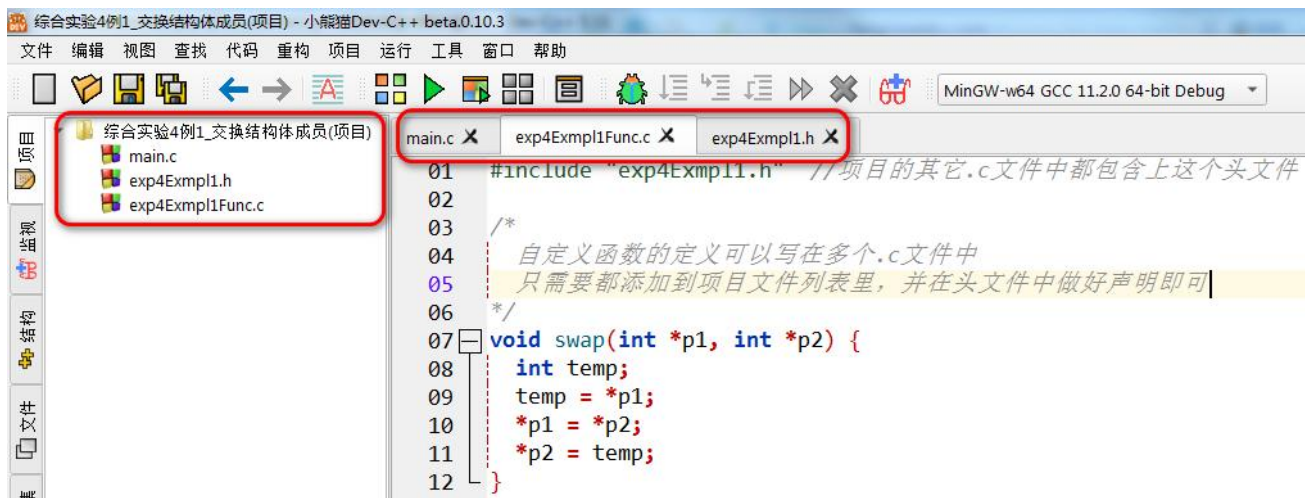 综合实验4例1_交换结构体成员(项目) - 小熊猫Dev-C++ beta.0.10.3
文件 编辑 视图 查找 代码 重构 项目 运行 工具 窗口 帮助
MinGW-w64 GCC 11.2.0 64-bit Debug
项目
监视
结构
文件
综合实验4例1_交换结构体成员(项目)
main.c
exp4Exmpl1.h
exp4Exmpl1Func.c
main.c exp4Exmpl1Func.c exp4Exmpl1.h
01 #include "exp4Exmpl1.h" //项目的其它.c文件中都包含上这个头文件
02
03 /*
04 自定义函数的定义可以写在多个.c文件中
05 只需要都添加到项目文件列表里，并在头文件中做好声明即可
06 */
07 void swap(int *p1, int *p2) {
08 int temp;
09 temp = *p1;
10 *p1 = *p2;
11 *p2 = temp;
12 }